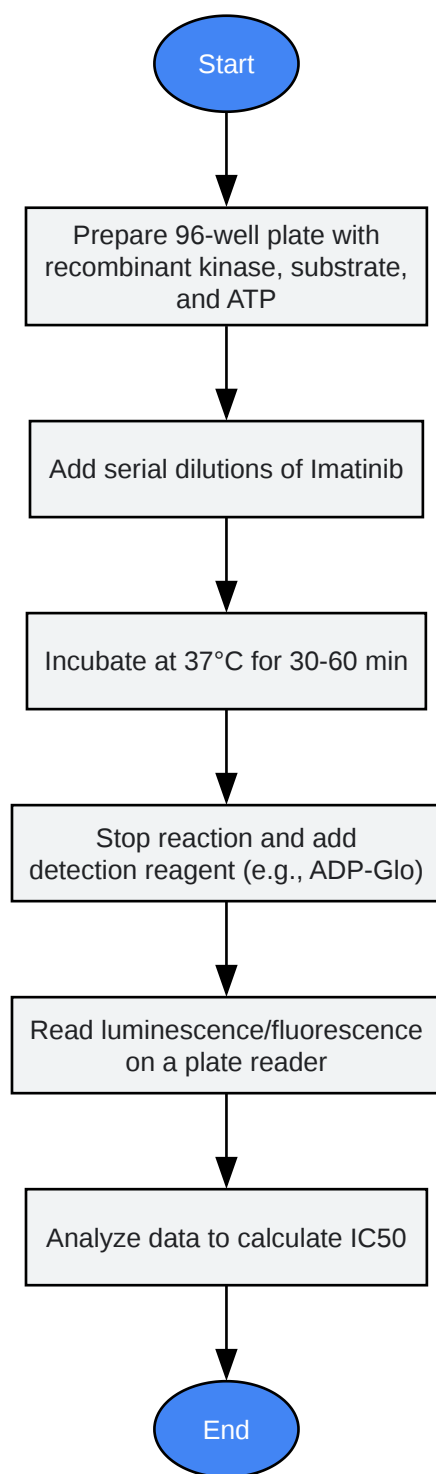 Start
Prepare 96-well plate with
recombinant kinase, substrate,
and ATP
Add serial dilutions of Imatinib
Incubate at 37°C for 30-60 min
Stop reaction and add
detection reagent (e.g., ADP-Glo)
Read luminescence/fluorescence
on a plate reader
Analyze data to calculate IC50
End